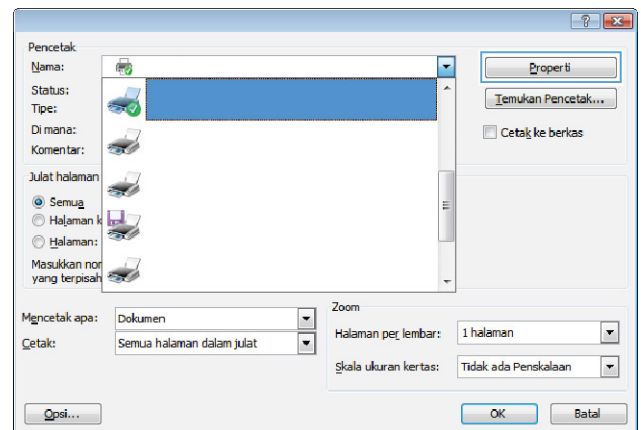 Pencetak
Nama:
Properti
Status:
Temukan Pencetak...
Tipe:
Di mana:
Cetak ke berkas
Komentar:
Julat halaman
Semua
Halaman k
Halaman:
Masukkan nor
yang terpisah
Mencetak apa: Dokumen
Cetak: Semua halaman dalam julat
Zoom
Halaman per lembar: 1 halaman
Skala ukuran kertas: Tidak ada Penskalaan
Opsi...
OK Batal